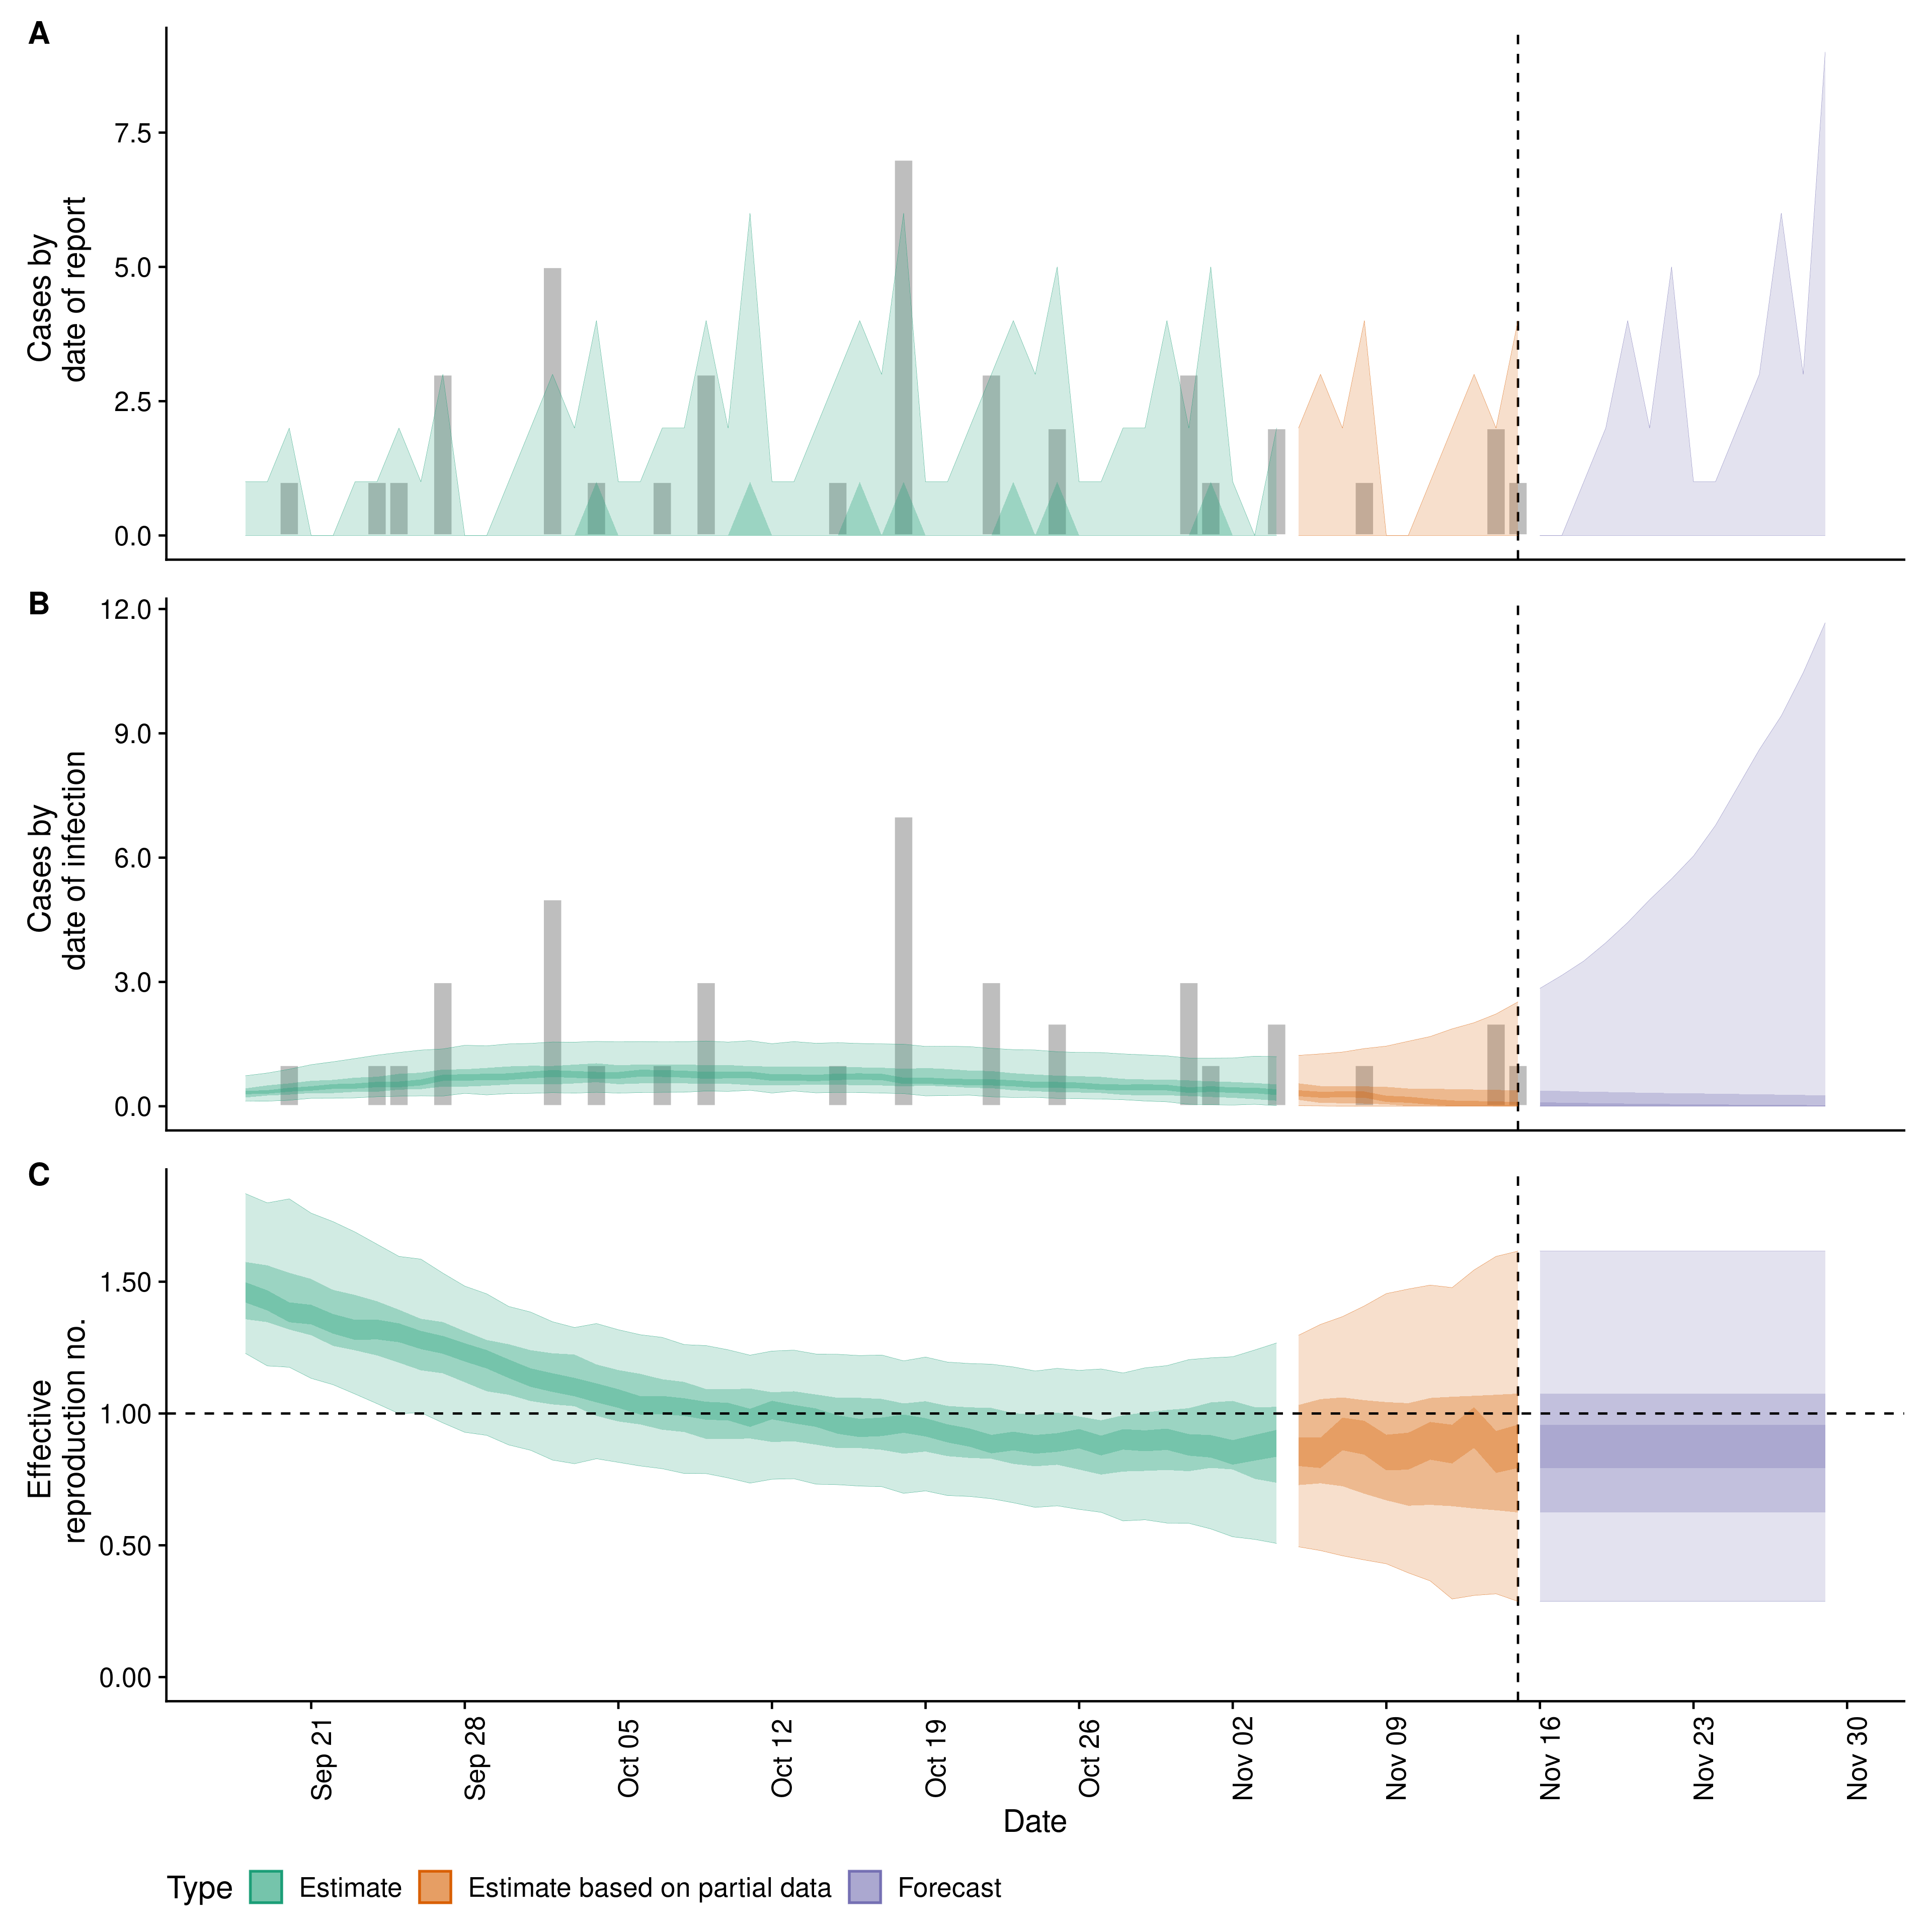 A
Cases by
date of report
7.5
5.0
2.5
0.0
B
Cases by
date of infection
12.0
9.0
6.0
3.0
0.0
C
Effective
reproduction no.
1.50
1.00
0.50
0.00
Sep 21
Sep 28
Oct 05
Oct 12
Oct 19
Oct 26
Nov 02
Nov 09
Nov 16
Nov 23
Nov 30
Date
Type Estimate Estimate based on partial data Forecast